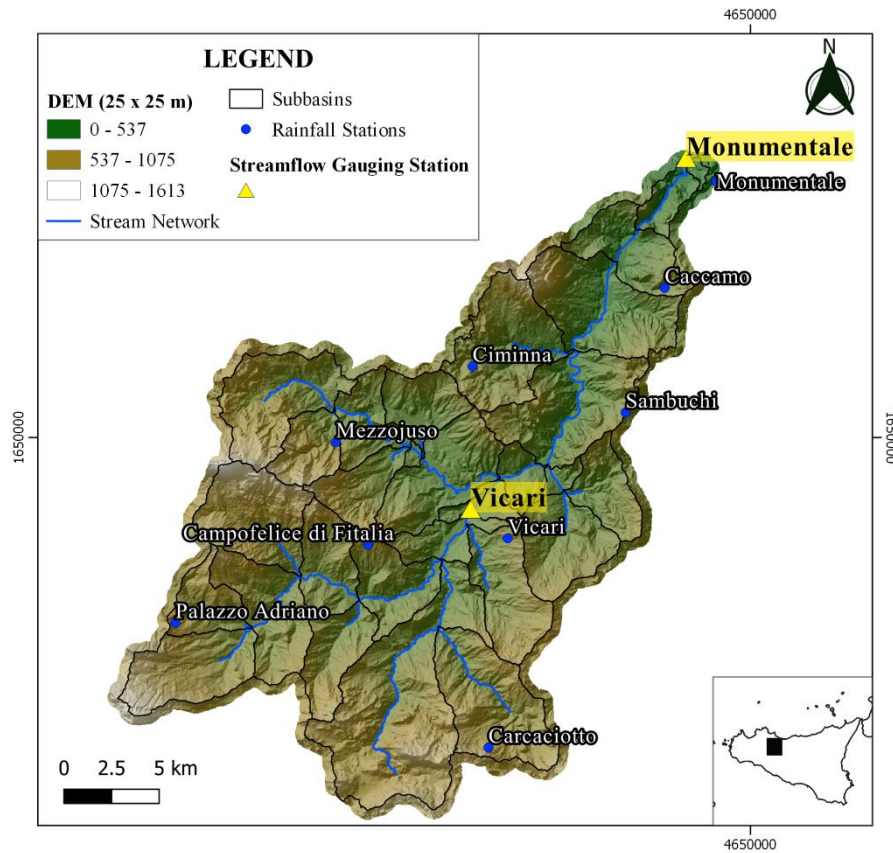 4650000
LEGEND
DEM (25 x 25 m)
0 - 537
537 - 1075
1075 - 1613
Stream Network
Subbasins
Rainfall Stations
Streamflow Gauging Station
N
Monumentale
Monumentale
Caccamo
Ciminna
Sambuchi
Mezzojuso
1650000
1650000
Vicari
Vicari
Campofelice di Fitalia
Palazzo Adriano
Carcaciotto
0 2.5 5 km
4650000